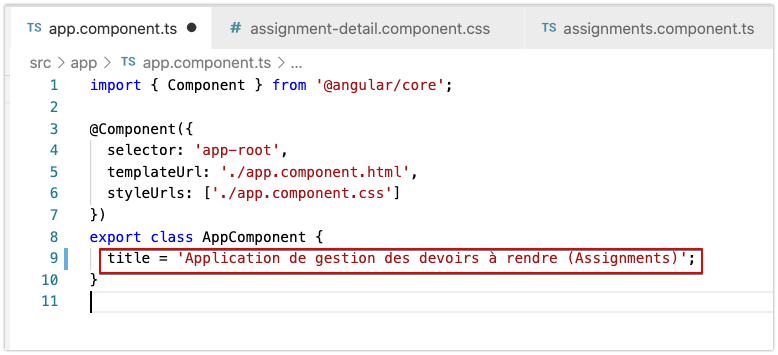 TS app.component.ts ● # assignment-detail.component.css TS assignments.component.ts
src > app > TS app.component.ts > ...
1 import { Component } from '@angular/core';
2
3 @Component({
4 selector: 'app-root',
5 templateUrl: './app.component.html',
6 styleUrls: ['./app.component.css']
7 })
8 export class AppComponent {
9 title = 'Application de gestion des devoirs à rendre (Assignments)';
10 }
11